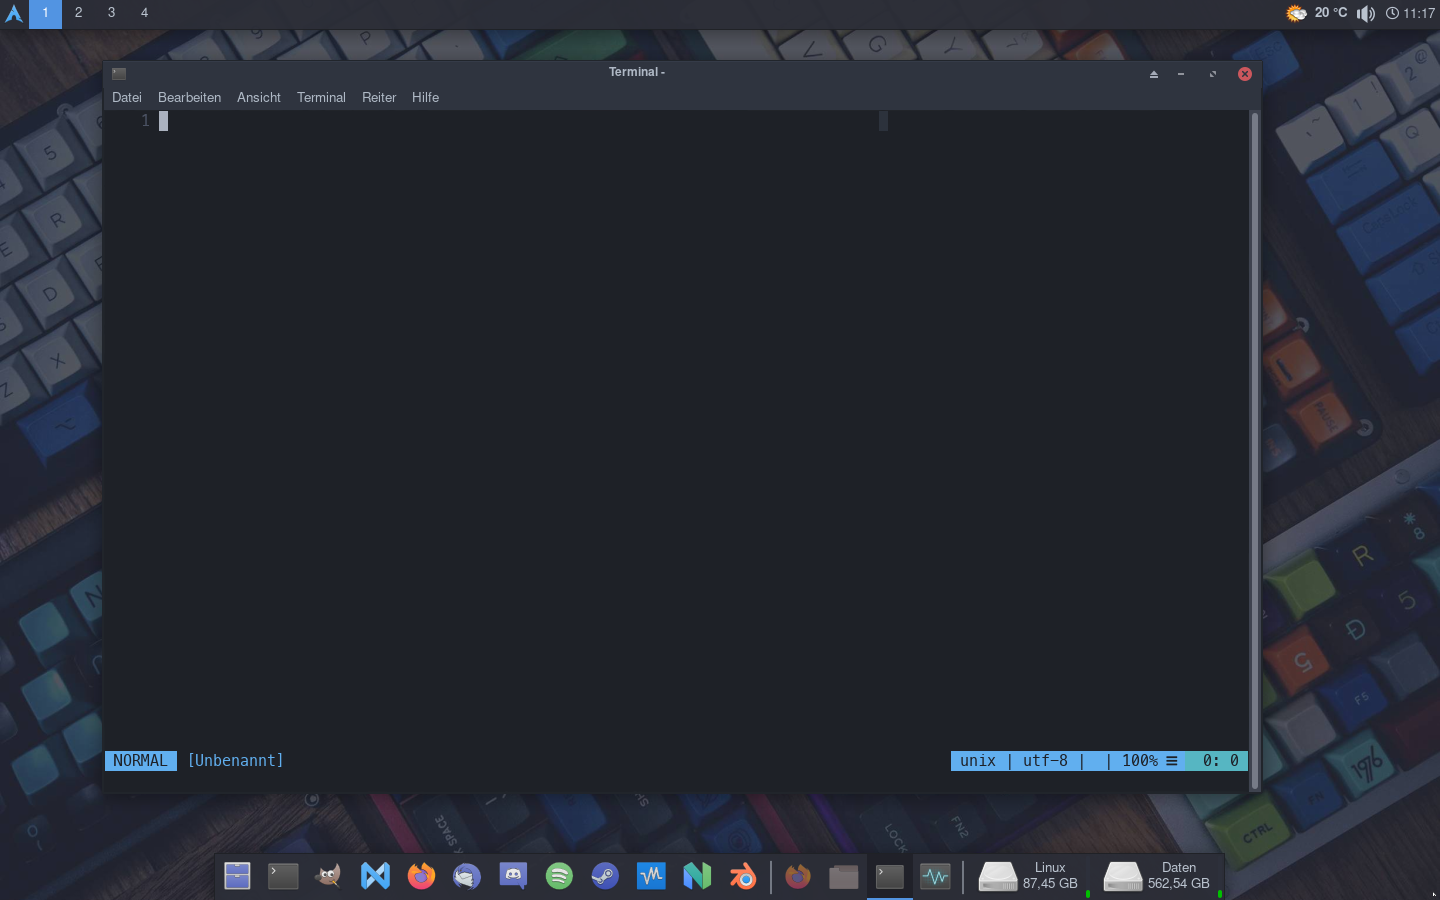 1 2 3 4
20 °C 11:17
Terminal -
Datei Bearbeiten Ansicht Terminal Reiter Hilfe
1
NORMAL [Unbenannt] unix | utf-8 | | 100% ☰ 0: 0
Linux
87,45 GB
Daten
562,54 GB